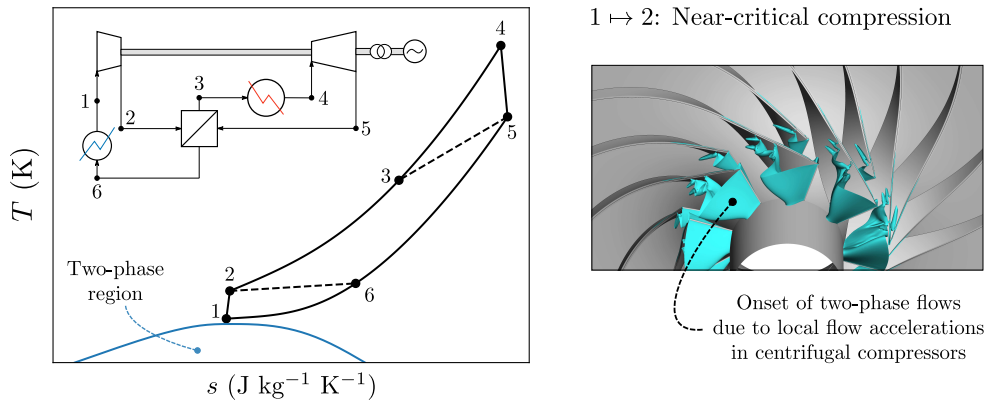 1 ↦ 2: Near-critical compression
T (K)
1
2
3
4
5
6
4
5
3
2
6
1
Two-phase
region
s (J kg⁻¹ K⁻¹)
Onset of two-phase flows
due to local flow accelerations
in centrifugal compressors